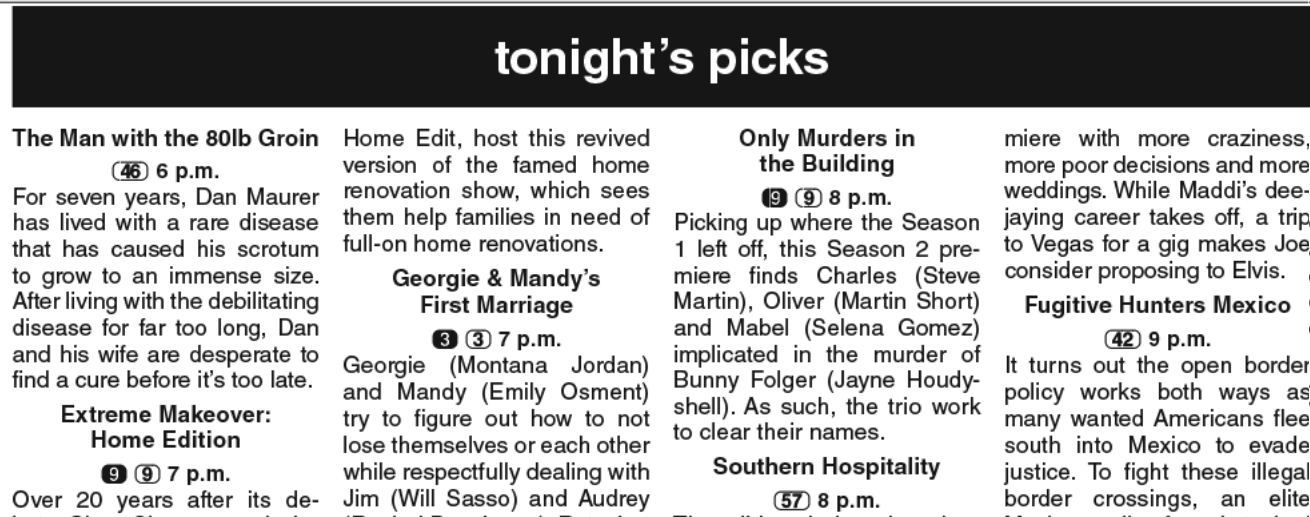 tonight's picks
The Man with the 80lb Groin
46 6 p.m.
For seven years, Dan Maurer
has lived with a rare disease
that has caused his scrotum
to grow to an immense size.
After living with the debilitating
disease for far too long, Dan
and his wife are desperate to
find a cure before it's too late.
Extreme Makeover:
Home Edition
9 9 7 p.m.
Over 20 years after its de-
Home Edit, host this revived
version of the famed home
renovation show, which sees
them help families in need of
full-on home renovations.
Georgie & Mandy's
First Marriage
3 3 7 p.m.
Georgie (Montana Jordan)
and Mandy (Emily Osment)
try to figure out how to not
lose themselves or each other
while respectfully dealing with
Jim (Will Sasso) and Audrey
Only Murders in
the Building
9 9 8 p.m.
Picking up where the Season
1 left off, this Season 2 pre-
miere finds Charles (Steve
Martin), Oliver (Martin Short)
and Mabel (Selena Gomez)
implicated in the murder of
Bunny Folger (Jayne Houdy-
shell). As such, the trio work
to clear their names.
Southern Hospitality
57 8 p.m.
miere with more craziness,
more poor decisions and more
weddings. While Maddi's dee-
jaying career takes off, a trip
to Vegas for a gig makes Joe
consider proposing to Elvis.
Fugitive Hunters Mexico
42 9 p.m.
It turns out the open border
policy works both ways as
many wanted Americans flee
south into Mexico to evade
justice. To fight these illegal
border crossings, an elite